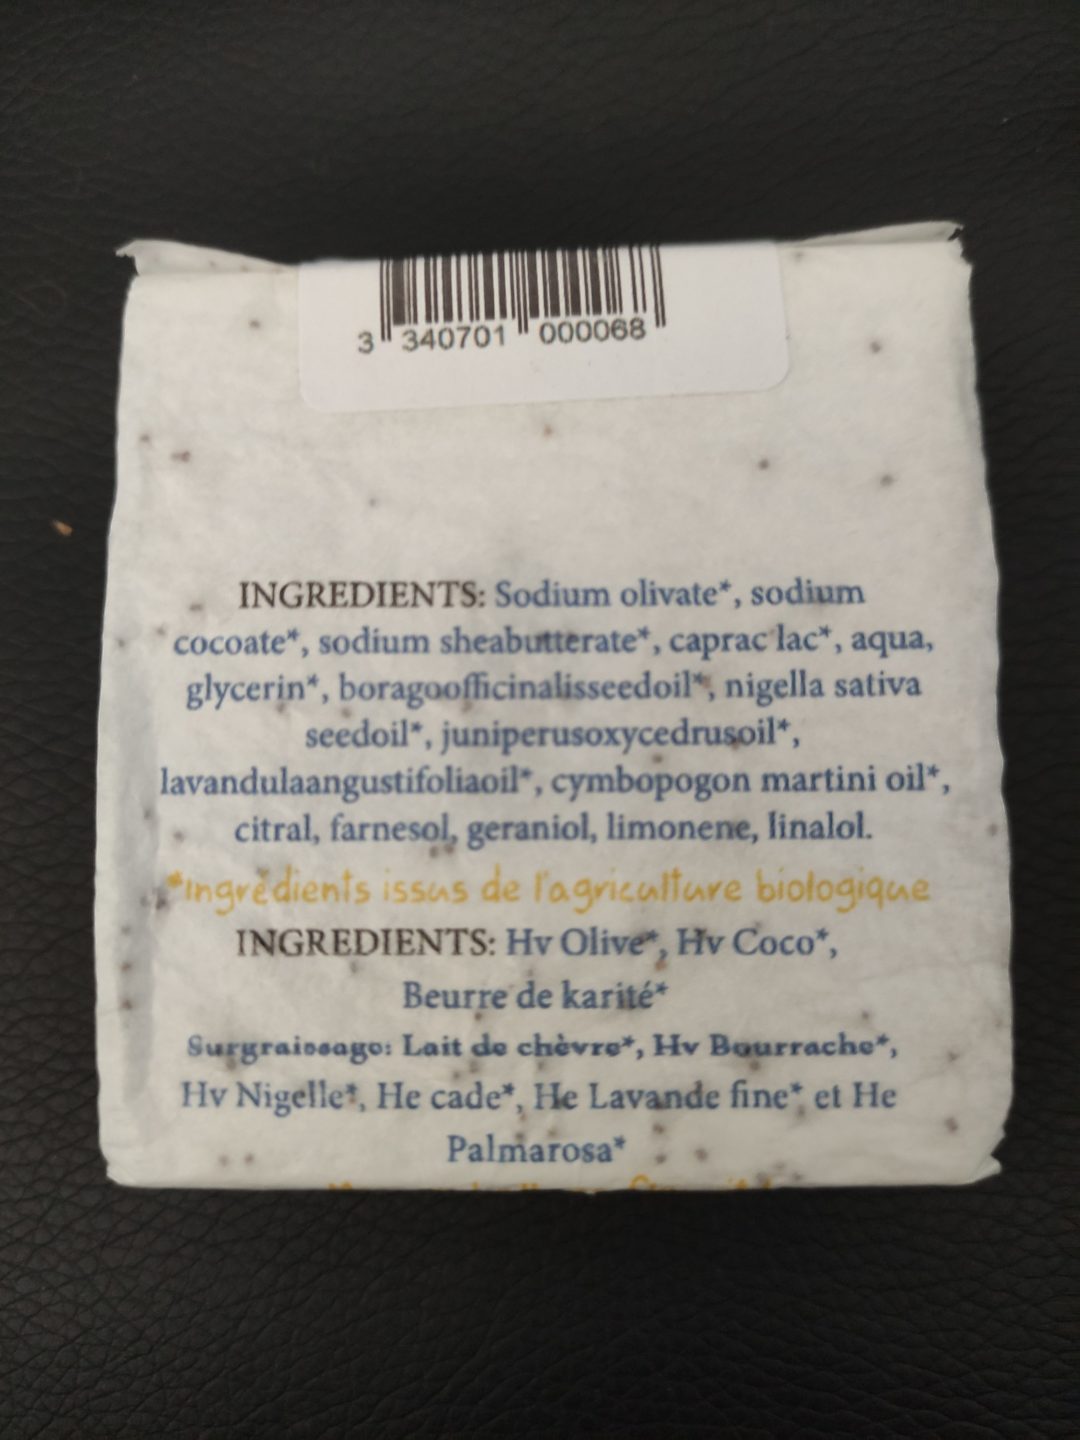 3 340701 000068
INGREDIENTS: Sodium olivate*, sodium
cocoate*, sodium sheabutterate*, caprac lac*, aqua,
glycerin*, boragoofficinalisseedoil*, nigella sativa
seedoil*, juniperusoxycedrusoil*,
lavandulaangustifoliaoil*, cymbopogon martini oil*,
citral, farnesol, geraniol, limonene, linalol.
*Ingrédients issus de l'agriculture biologique
INGREDIENTS: Hv Olive*, Hv Coco*,
Beurre de karité*
Surgraissage: Lait de chèvre*, Hv Bourrache*,
Hv Nigelle*, He cade*, He Lavande fine* et He
Palmarosa*